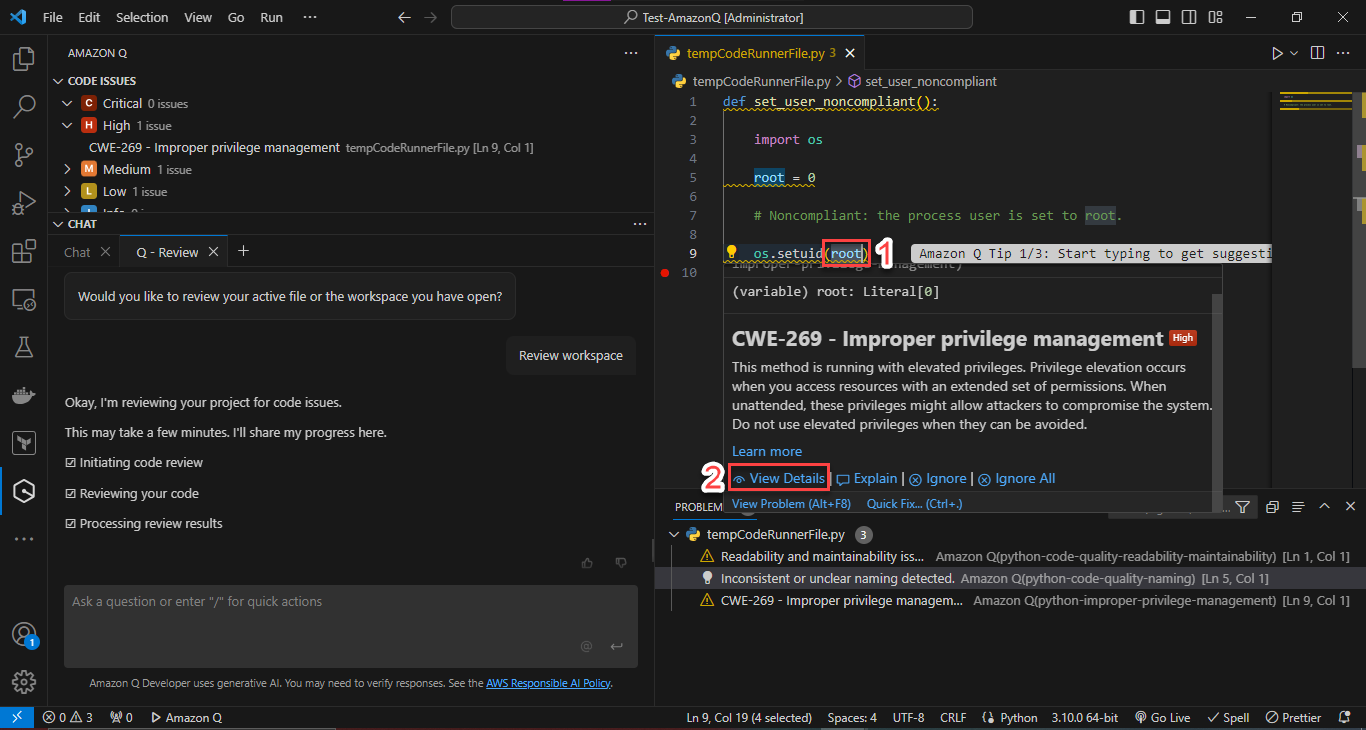 File Edit Selection View Go Run ···
Test-AmazonQ [Administrator]
AMAZON Q
CODE ISSUES
C Critical 0 issues
H High 1 issue
CWE-269 - Improper privilege management tempCodeRunnerFile.py [Ln 9, Col 1]
M Medium 1 issue
L Low 1 issue
CHAT
Chat
Q - Review
Would you like to review your active file or the workspace you have open?
Review workspace
Okay, I'm reviewing your project for code issues.
This may take a few minutes. I'll share my progress here.
☑ Initiating code review
☑ Reviewing your code
☑ Processing review results
Ask a question or enter "/" for quick actions
@
Amazon Q Developer uses generative AI. You may need to verify responses. See the AWS Responsible AI Policy.
1
tempCodeRunnerFile.py 3
tempCodeRunnerFile.py > set_user_noncompliant
1 def set_user_noncompliant():
2
3 import os
4
5 root = 0
6
7 # Noncompliant: the process user is set to root.
8
9 os.setuid(root) 1 Amazon Q Tip 1/3: Start typing to get suggesti
10
improper-privilege-management)
(variable) root: Literal[0]
CWE-269 - Improper privilege management High
This method is running with elevated privileges. Privilege elevation occurs
when you access resources with an extended set of permissions. When
unattended, these privileges might allow attackers to compromise the system.
Do not use elevated privileges when they can be avoided.
Learn more
2 View Details | Explain | Ignore | Ignore All
View Problem (Alt+F8) Quick Fix... (Ctrl+.)
PROBLEM
tempCodeRunnerFile.py 3
Readability and maintainability iss... Amazon Q(python-code-quality-readability-maintainability) [Ln 1, Col 1]
Inconsistent or unclear naming detected. Amazon Q(python-code-quality-naming) [Ln 5, Col 1]
CWE-269 - Improper privilege managem... Amazon Q(python-improper-privilege-management) [Ln 9, Col 1]
0 3 0 Amazon Q Ln 9, Col 19 (4 selected) Spaces: 4 UTF-8 CRLF Python 3.10.0 64-bit Go Live Spell Prettier